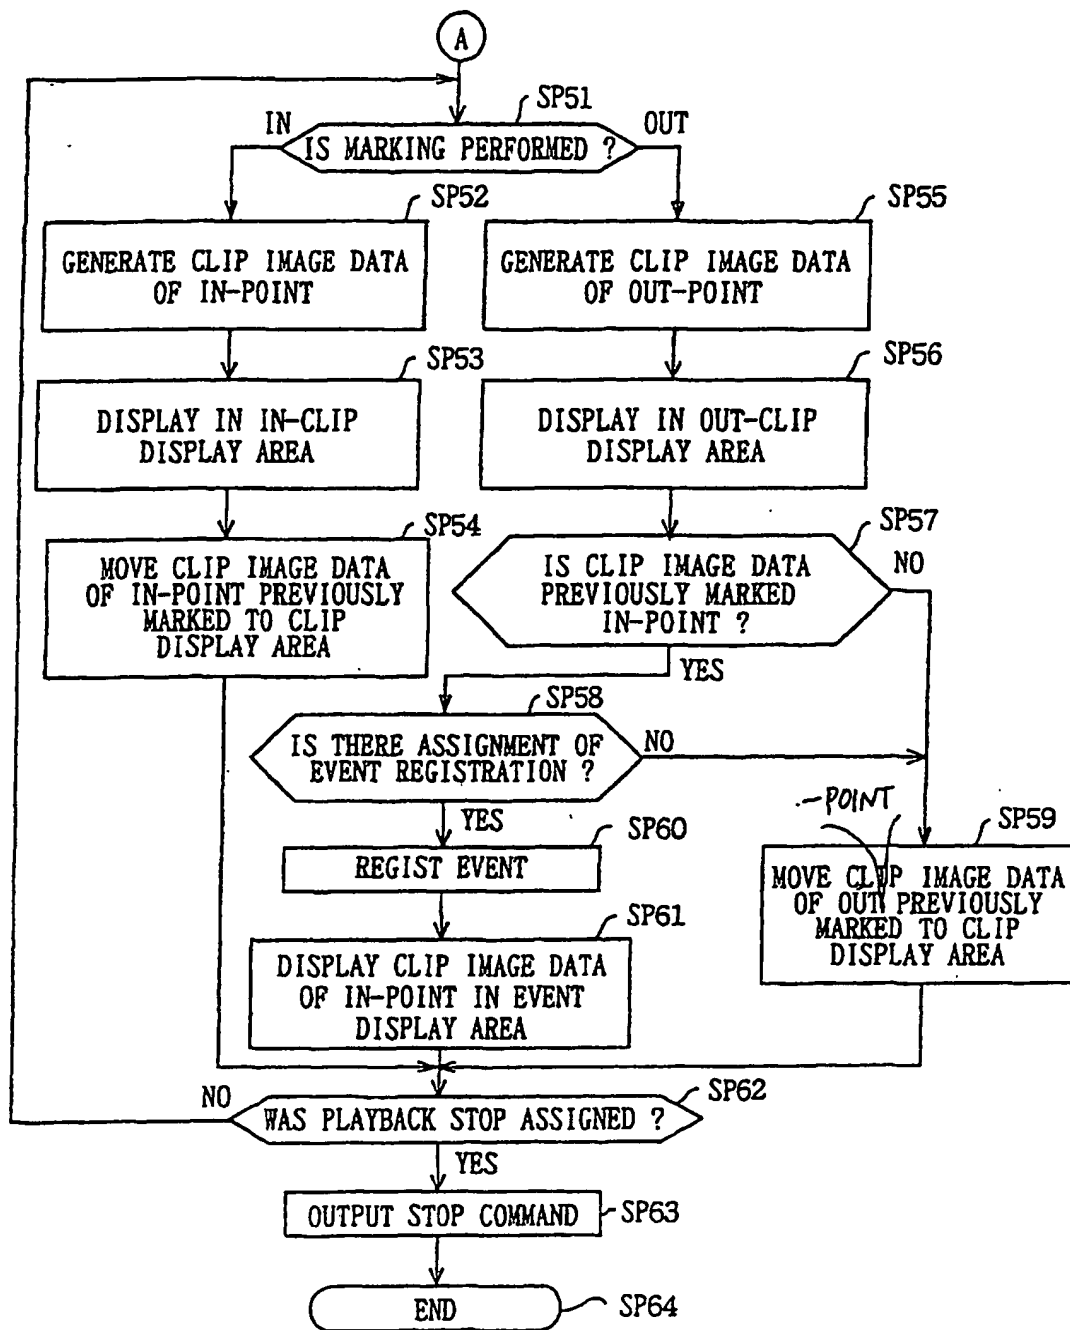 A
SP51
IN
OUT
IS MARKING PERFORMED ?
SP52
SP55
GENERATE CLIP IMAGE DATA
OF IN-POINT
GENERATE CLIP IMAGE DATA
OF OUT-POINT
SP53
SP56
DISPLAY IN IN-CLIP
DISPLAY AREA
DISPLAY IN OUT-CLIP
DISPLAY AREA
SP54
SP57
MOVE CLIP IMAGE DATA
OF IN-POINT PREVIOUSLY
MARKED TO CLIP
DISPLAY AREA
IS CLIP IMAGE DATA
PREVIOUSLY MARKED
IN-POINT ?
NO
YES
SP58
IS THERE ASSIGNMENT OF
EVENT REGISTRATION ?
NO
YES
-POINT
SP60
SP59
REGIST EVENT
MOVE CLIP IMAGE DATA
OF OUT PREVIOUSLY
MARKED TO CLIP
DISPLAY AREA
SP61
DISPLAY CLIP IMAGE DATA
OF IN-POINT IN EVENT
DISPLAY AREA
NO
SP62
WAS PLAYBACK STOP ASSIGNED ?
YES
OUTPUT STOP COMMAND
SP63
END
SP64